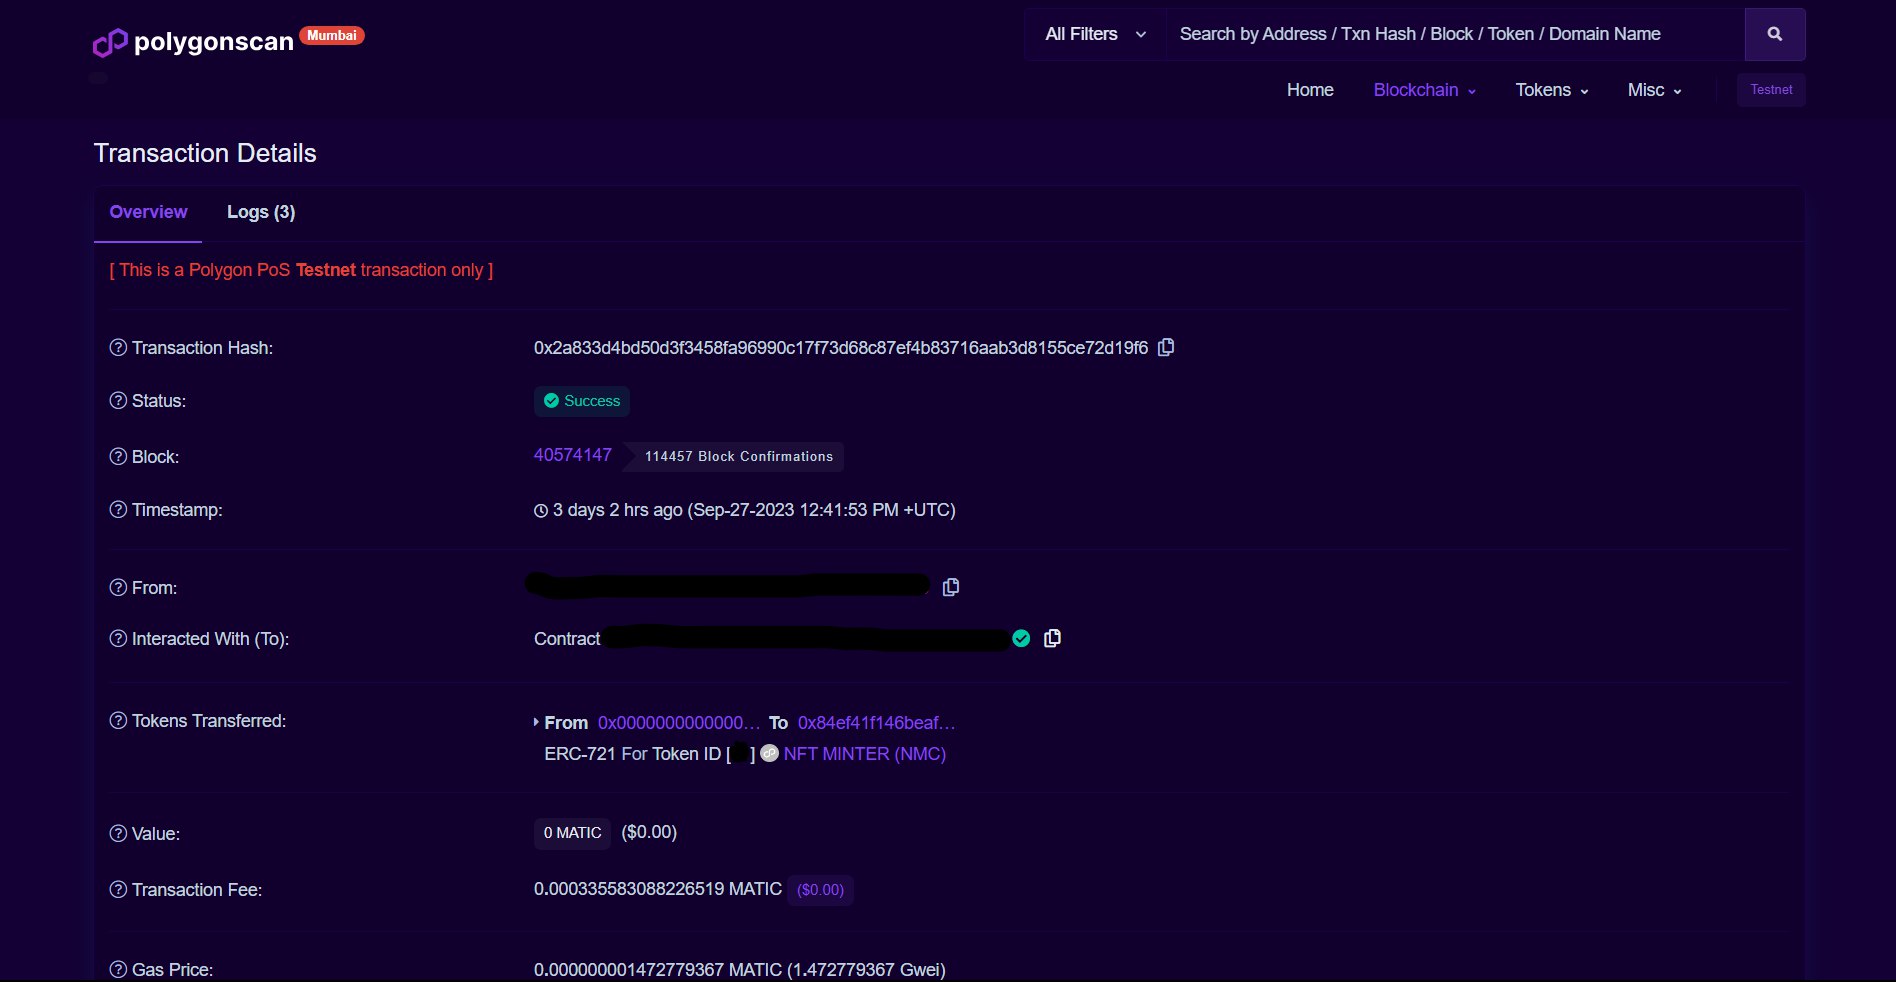 polygonscan Mumbai
All Filters Search by Address / Txn Hash / Block / Token / Domain Name
Home Blockchain Tokens Misc Testnet
Transaction Details
Overview Logs (3)
[ This is a Polygon PoS Testnet transaction only ]
Transaction Hash: 0x2a833d4bd50d3f3458fa96990c17f73d68c87ef4b83716aab3d8155ce72d19f6
Status: Success
Block: 40574147 114457 Block Confirmations
Timestamp: 3 days 2 hrs ago (Sep-27-2023 12:41:53 PM +UTC)
From:
Interacted With (To): Contract
Tokens Transferred: From 0x0000000000000... To 0x84ef41f146beaf...
ERC-721 For Token ID [ ] NFT MINTER (NMC)
Value: 0 MATIC ($0.00)
Transaction Fee: 0.000335583088226519 MATIC ($0.00)
Gas Price: 0.000000001472779367 MATIC (1.472779367 Gwei)